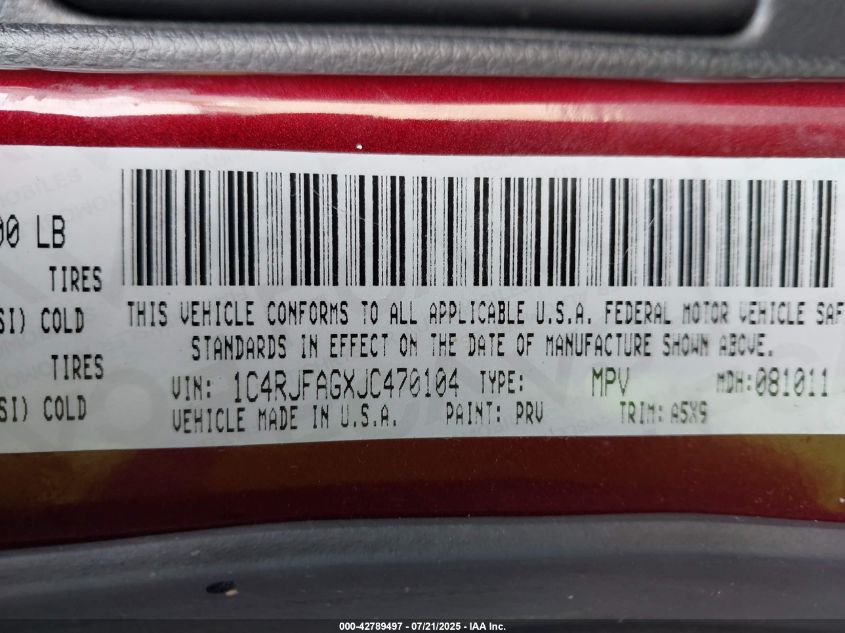 00 LB
TIRES
SI) COLD
TIRES
SI) COLD
THIS VEHICLE CONFORMS TO ALL APPLICABLE U.S.A. FEDERAL MOTOR VEHICLE SAF
STANDARDS IN EFFECT ON THE DATE OF MANUFACTURE SHOWN ABOVE.
VIN: 1C4RJFAGXJC470104 TYPE: MPV MDH: 081011
VEHICLE MADE IN U.S.A. PAINT: PRV TRIM: A5X9
000-42789497 - 07/21/2025 - IAA Inc.